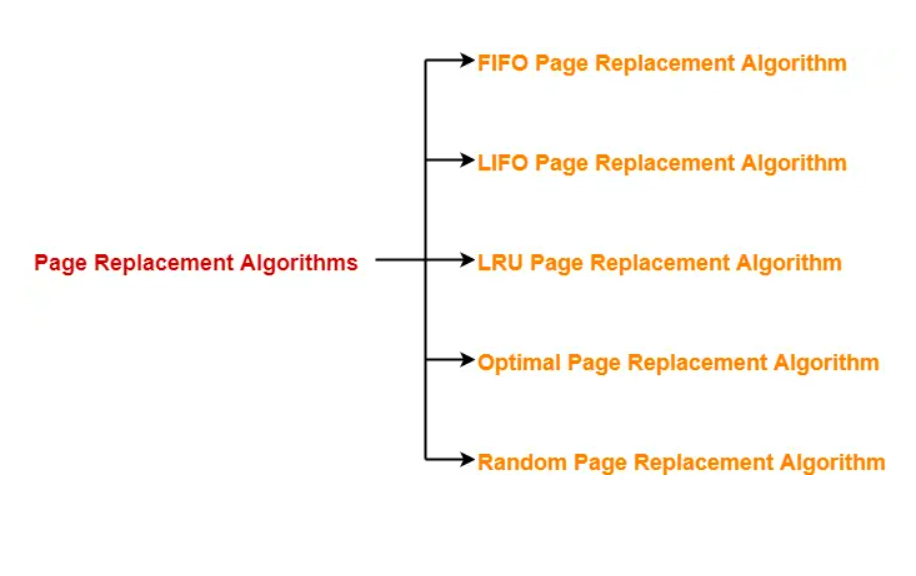 FIFO Page Replacement Algorithm
LIFO Page Replacement Algorithm
Page Replacement Algorithms
LRU Page Replacement Algorithm
Optimal Page Replacement Algorithm
Random Page Replacement Algorithm